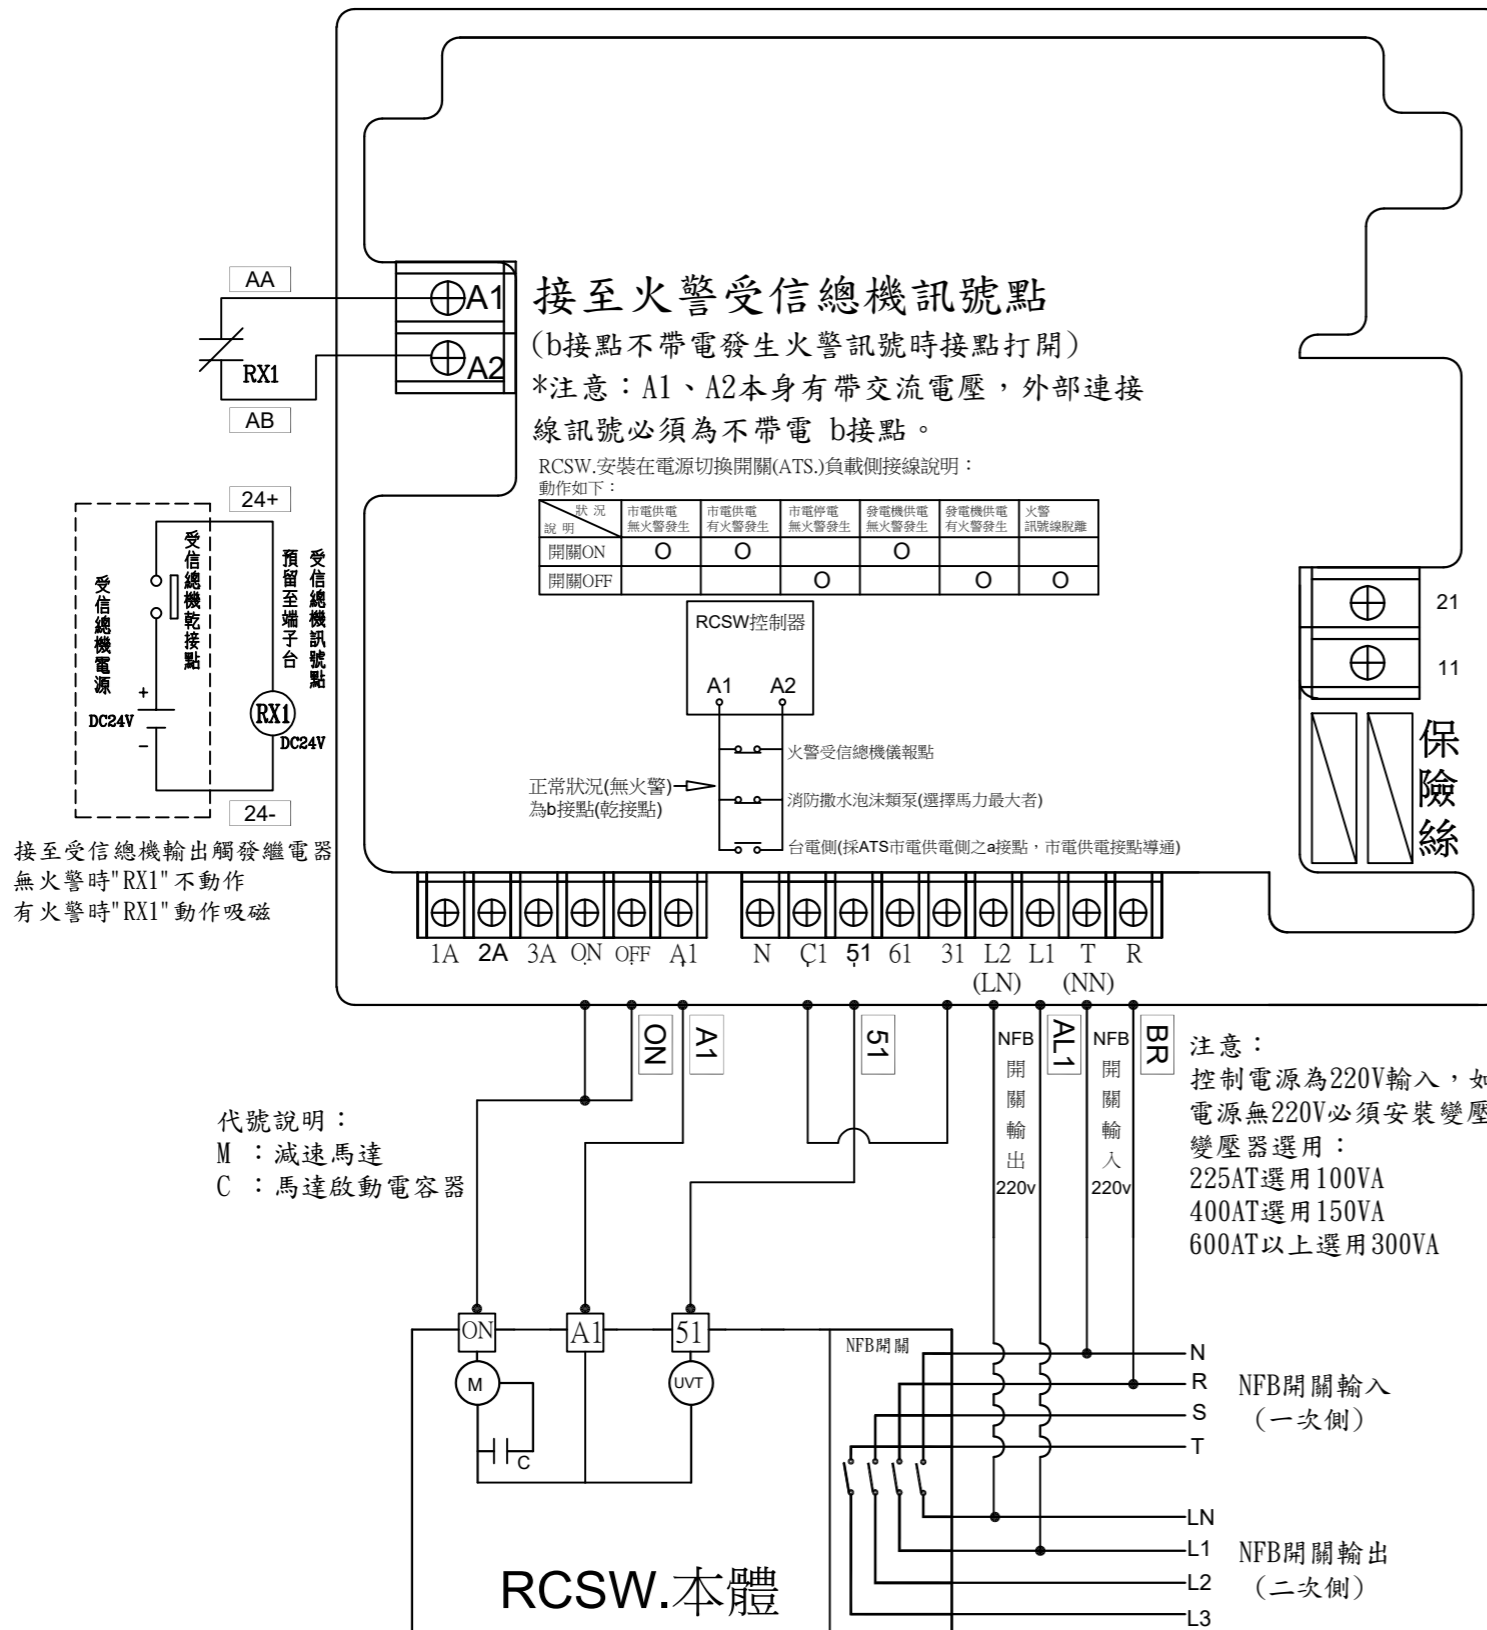 AA
A1
接至火警受信總機訊號點
(b接點不帶電發生火警訊號時接點打開)
RX1
A2
*注意：A1、A2本身有帶交流電壓，外部連接
AB
線訊號必須為不帶電 b接點。
RCSW.安裝在電源切換開關(ATS.)負載側接線說明：
動作如下：
狀 況
說 明
市電供電
無火警發生
市電供電
有火警發生
市電停電
無火警發生
發電機供電
無火警發生
發電機供電
有火警發生
火警
訊號線脫離
開關ON O O O
開關OFF O O O
24+
受信總機電源
受信總機乾接點
預留至端子台
受信總機訊號點
+
DC24V
-
RX1
DC24V
24-
接至受信總機輸出觸發繼電器
無火警時"RX1"不動作
有火警時"RX1"動作吸磁
RCSW控制器
A1 A2
火警受信總機儀報點
正常狀況(無火警)
為b接點(乾接點)
消防撒水泡沫類泵(選擇馬力最大者)
台電側(採ATS市電供電側之a接點，市電供電接點導通)
21
11
保險絲
1A 2A 3A ON OFF A1 N C1 51 61 31 L2 L1 T R
(LN) (NN)
ON
A1
51
NFB開關輸出220v
AL1
NFB開關輸入220v
BR
注意：
控制電源為220V輸入，如
電源無220V必須安裝變壓
變壓器選用：
225AT選用100VA
400AT選用150VA
600AT以上選用300VA
代號說明：
M ：減速馬達
C ：馬達啟動電容器
ON A1 51
M
C
UVT
NFB開關
N
R
S
T
NFB開關輸入
(一次側)
LN
L1
L2
L3
NFB開關輸出
(二次側)
RCSW.本體